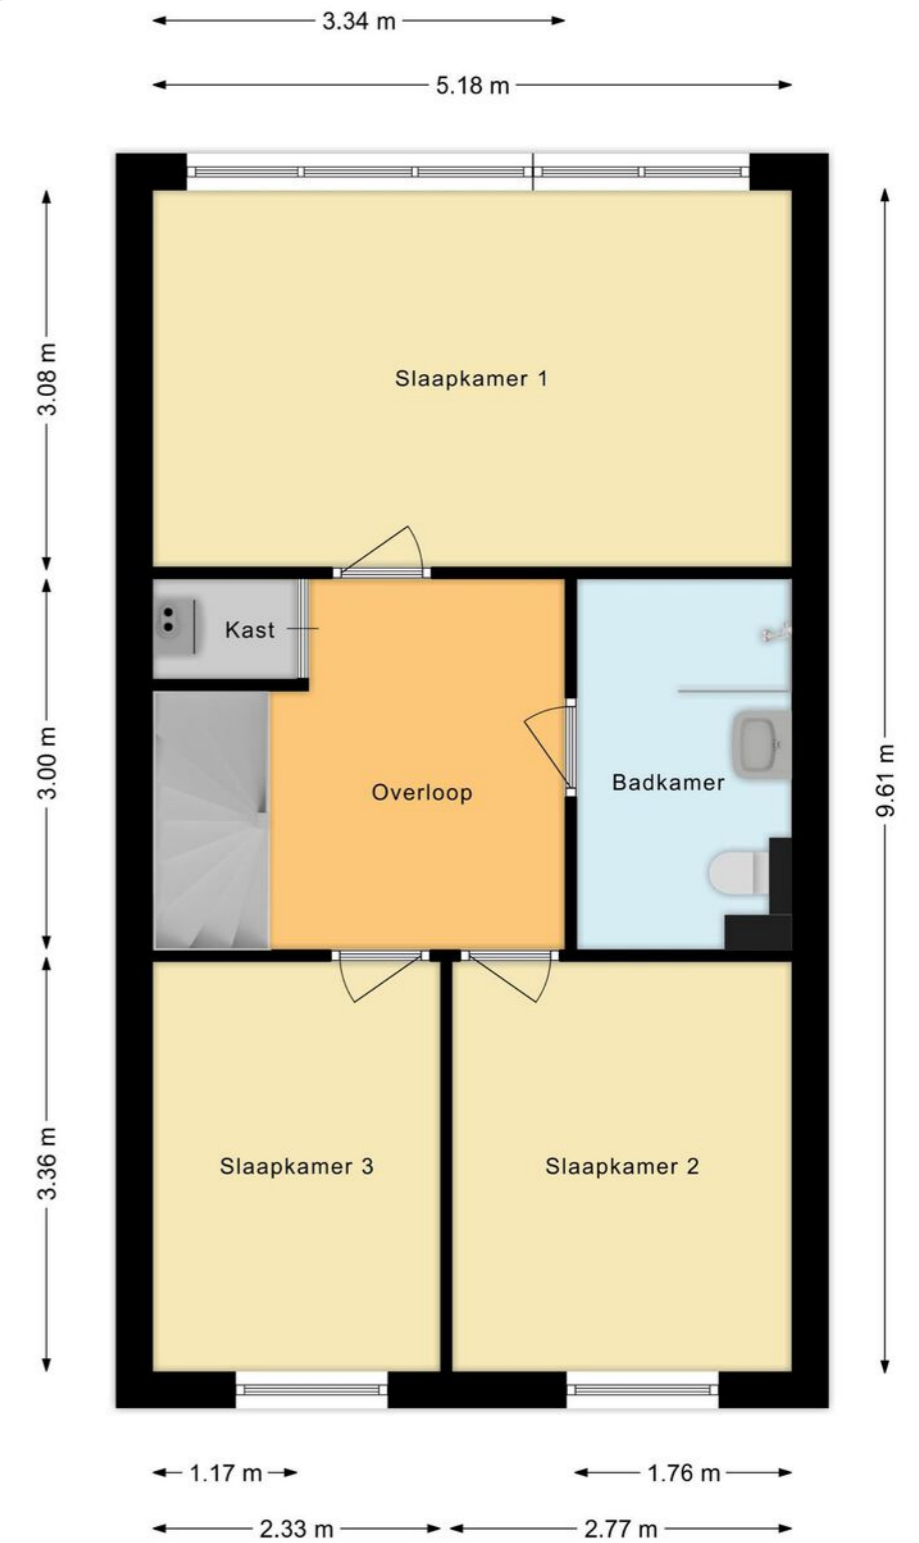 3.34 m
5.18 m
3.08 m
Slaapkamer 1
Kast
3.00 m
9.61 m
Overloop
Badkamer
3.36 m
Slaapkamer 3
Slaapkamer 2
1.17 m
1.76 m
2.33 m
2.77 m